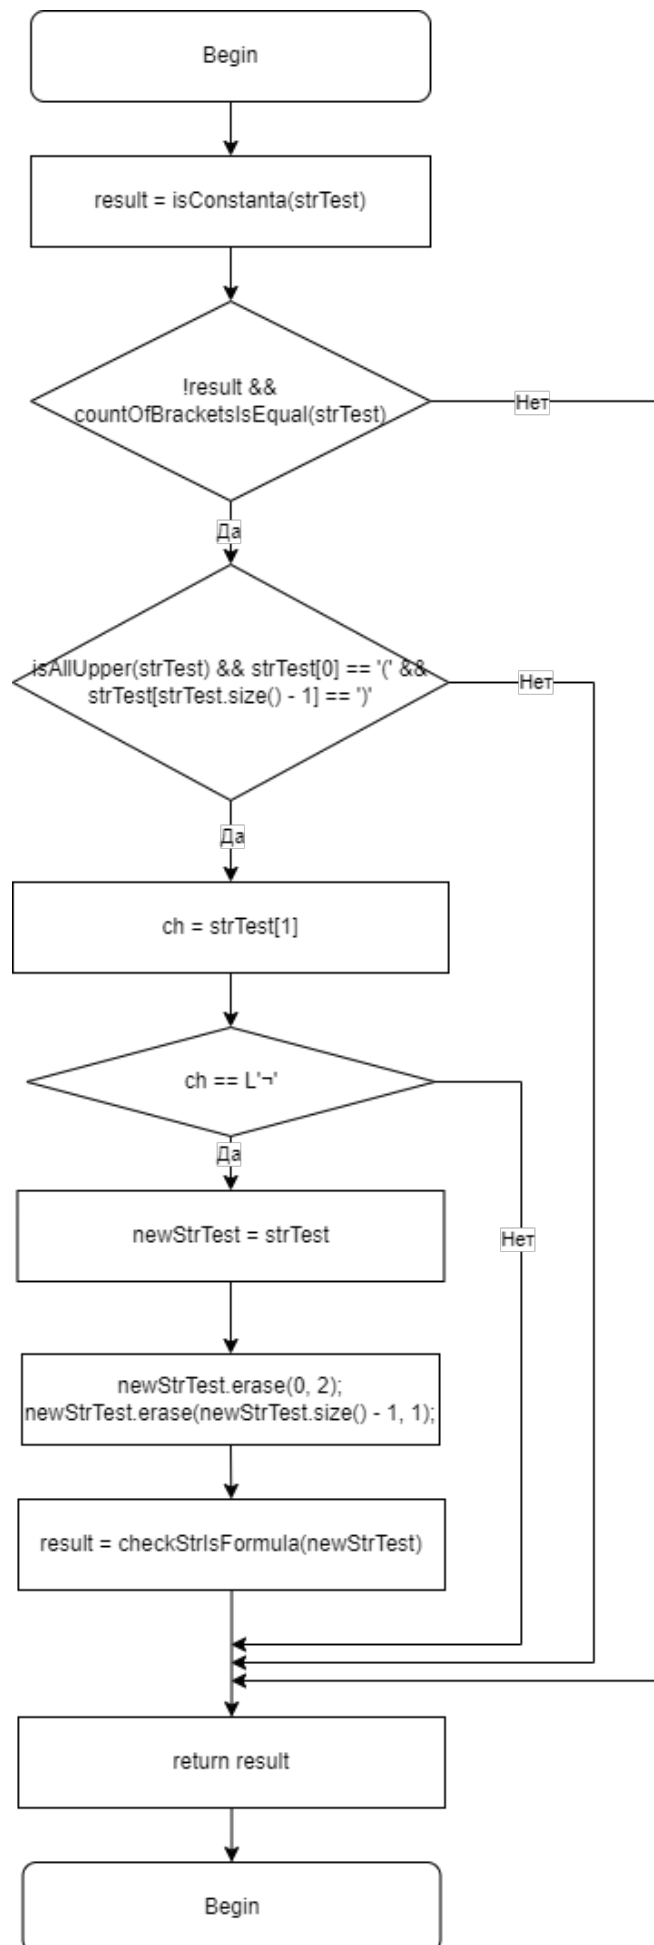 Begin
result = isConstanta(strTest)
!result &&
countOfBracketsIsEqual(strTest)
Нет
Да
isAllUpper(strTest) && strTest[0] == '(' &&
strTest[strTest.size() - 1] == ')'
Нет
Да
ch = strTest[1]
ch == L'¬'
Да
newStrTest = strTest
Нет
newStrTest.erase(0, 2);
newStrTest.erase(newStrTest.size() - 1, 1);
result = checkStrIsFormula(newStrTest)
return result
Begin